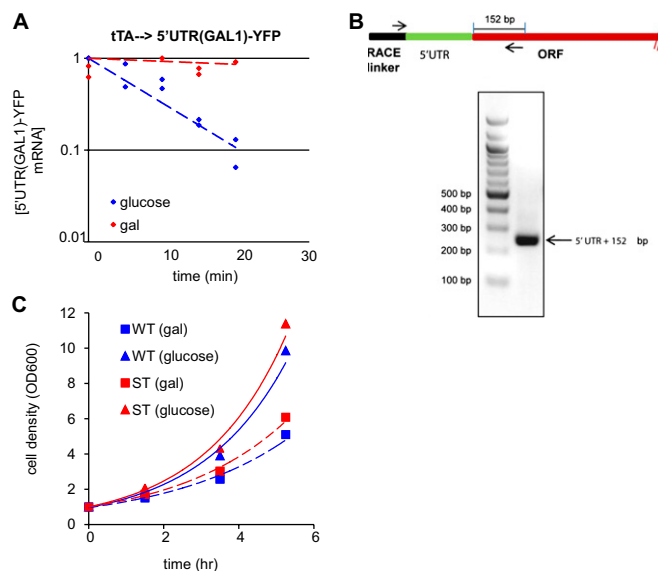 A
tTA--> 5'UTR(GAL1)-YFP
[5'UTR(GAL1)-YFP
mRNA]
1
0.1
0.01
glucose
gal
0
10
20
30
time (min)
B
152 bp
RACE
linker
5'UTR
ORF
500 bp
400 bp
300 bp
200 bp
100 bp
5' UTR + 152 bp
C
cell density (OD600)
12
10
8
6
4
2
0
WT (gal)
WT (glucose)
ST (gal)
ST (glucose)
0
2
4
6
time (hr)